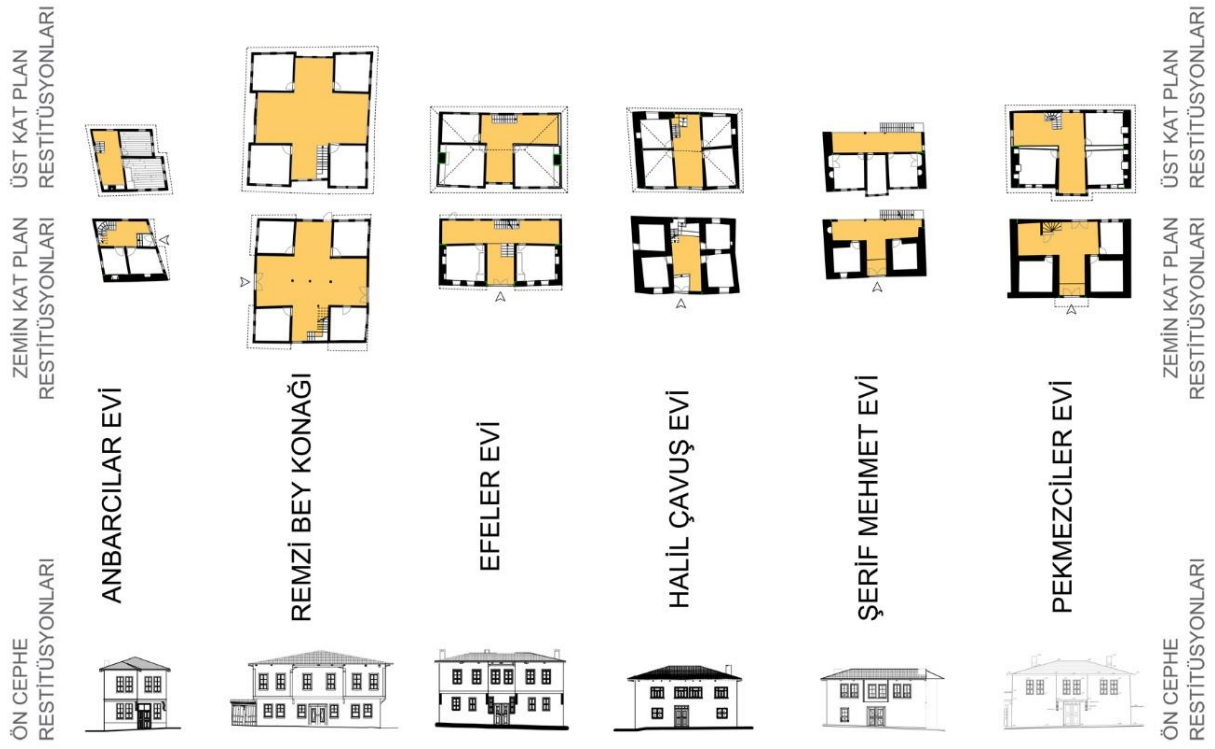 ÜST KAT PLAN
RESTİTÜSYONLARI
ZEMİN KAT PLAN
RESTİTÜSYONLARI
ÖN CEPHE
RESTİTÜSYONLARI
ANBARCILAR EVİ
REMZİ BEY KONAĞI
EFELER EVİ
HALİL ÇAVUŞ EVİ
ŞERİF MEHMET EVİ
PEKMEZCİLER EVİ
ÜST KAT PLAN
RESTİTÜSYONLARI
ZEMİN KAT PLAN
RESTİTÜSYONLARI
ÖN CEPHE
RESTİTÜSYONLARI